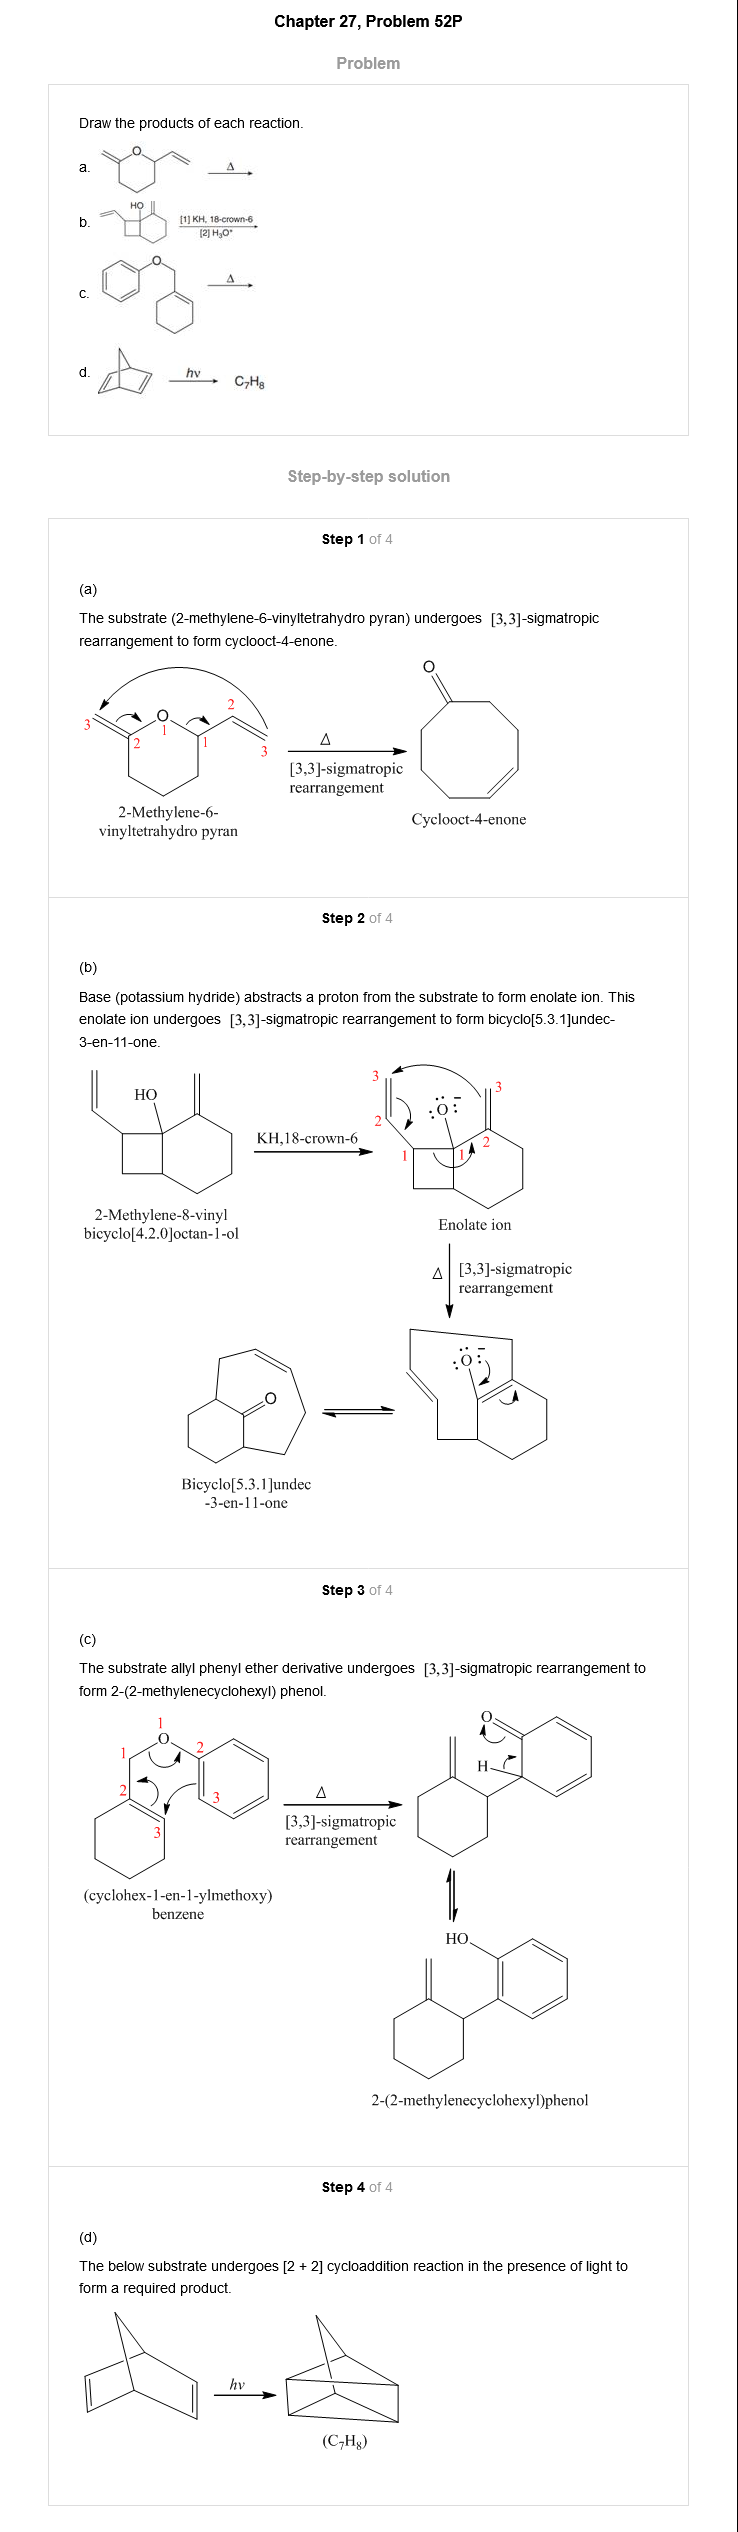 Chapter 27, Problem 52P
Problem
Draw the products of each reaction.
a.
O
Δ
b.
HO
[1] KH, 18-crown-6
[2] H₃O⁺
c.
O
Δ
d.
hν
C₇H₈
Step-by-step solution
Step 1 of 4
(a)
The substrate (2-methylene-6-vinyltetrahydro pyran) undergoes [3,3]-sigmatropic
rearrangement to form cyclooct-4-enone.
O
2
3
O
1
2
1
3
Δ
[3,3]-sigmatropic
rearrangement
2-Methylene-6-
vinyltetrahydro pyran
Cyclooct-4-enone
Step 2 of 4
(b)
Base (potassium hydride) abstracts a proton from the substrate to form enolate ion. This
enolate ion undergoes [3,3]-sigmatropic rearrangement to form bicyclo[5.3.1]undec-
3-en-11-one.
HO
KH,18-crown-6
3
3
:Ö:⁻
2
2
1
1
2-Methylene-8-vinyl
bicyclo[4.2.0]octan-1-ol
Enolate ion
Δ
[3,3]-sigmatropic
rearrangement
:Ö:⁻
O
Bicyclo[5.3.1]undec
-3-en-11-one
Step 3 of 4
(c)
The substrate allyl phenyl ether derivative undergoes [3,3]-sigmatropic rearrangement to
form 2-(2-methylenecyclohexyl) phenol.
1
O
1
2
2
3
3
Δ
[3,3]-sigmatropic
rearrangement
O
H
(cyclohex-1-en-1-ylmethoxy)
benzene
HO
2-(2-methylenecyclohexyl)phenol
Step 4 of 4
(d)
The below substrate undergoes [2 + 2] cycloaddition reaction in the presence of light to
form a required product.
hν
(C₇H₈)